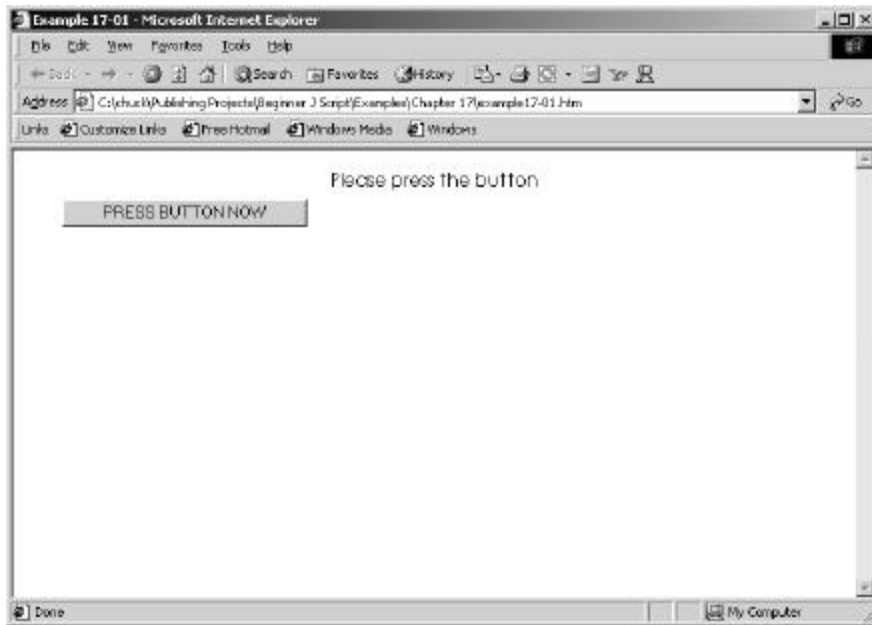 Example 17-01 - Microsoft Internet Explorer
File Edit View Favorites Tools Help
Back Search Favorites History
Address C:\chuck\Publishing Projects\Beginner J Script\Examples\Chapter 17\example17-01.htm Go
Links Customize Links Free Hotmail Windows Media Windows
Please press the button
PRESS BUTTON NOW
Done My Computer